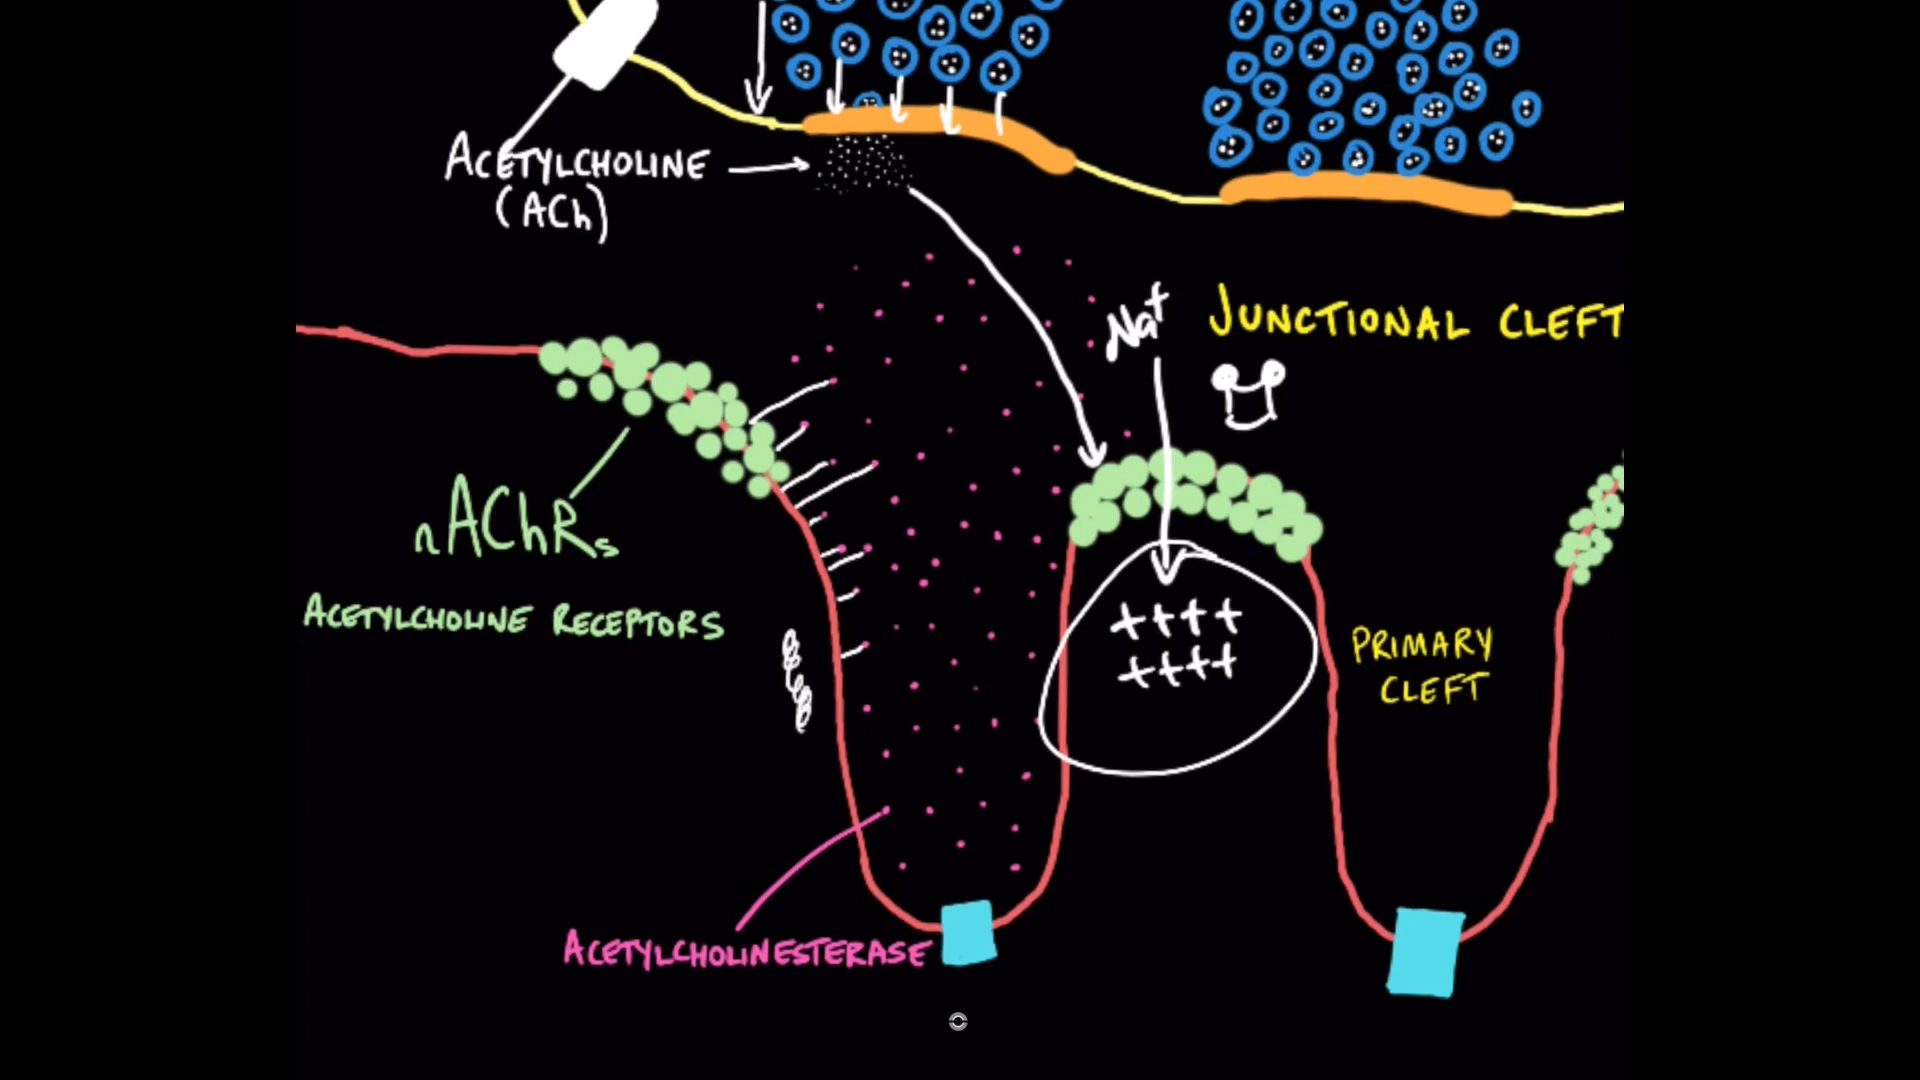 ACETYLCHOLINE
(ACh)
Na+
JUNCTIONAL CLEFT
nAChRs
ACETYLCHOLINE RECEPTORS
++++
++++
PRIMARY
CLEFT
ACETYLCHOLINESTERASE